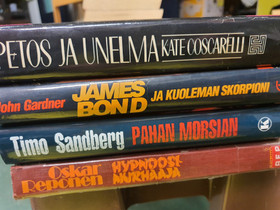 PETOS JA UNELMA KATE COSCARELLI
John Gardner JAMES BOND JA KUOLEMAN SKORPIONI
Timo Sandberg PAHAN MORSIAN
Oskar Reponen HYPNOOSI-MURHAAJA